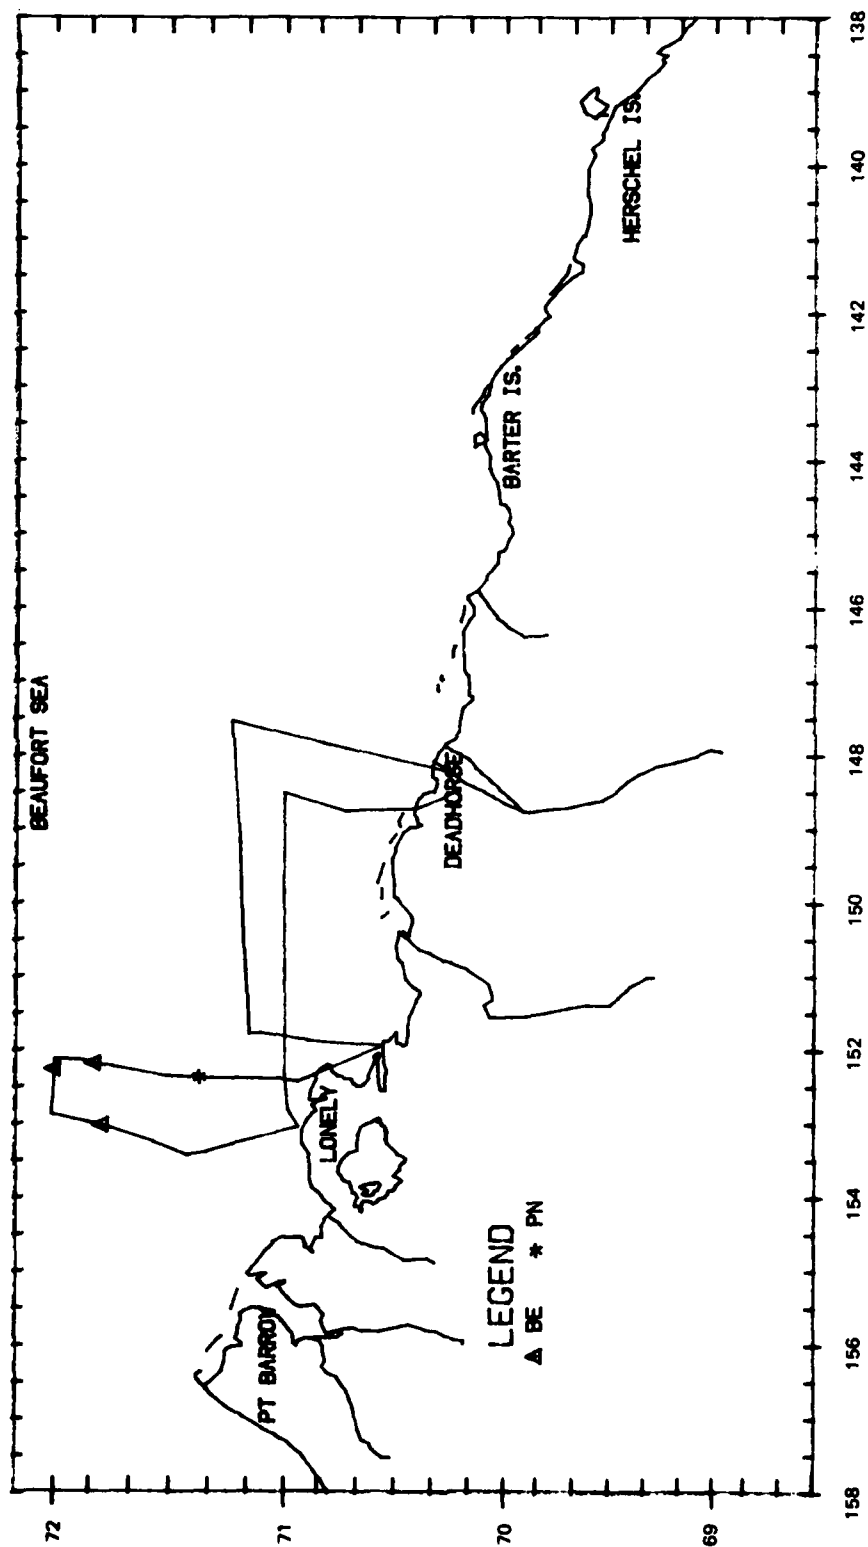 BEAUFORT SEA
PT BARROW
LONELY
DEADHORSE
BARTER IS.
HERSCHEL IS.
LEGEND
BE * PN
72
71
70
69
158
156
154
152
150
148
146
144
142
140
138